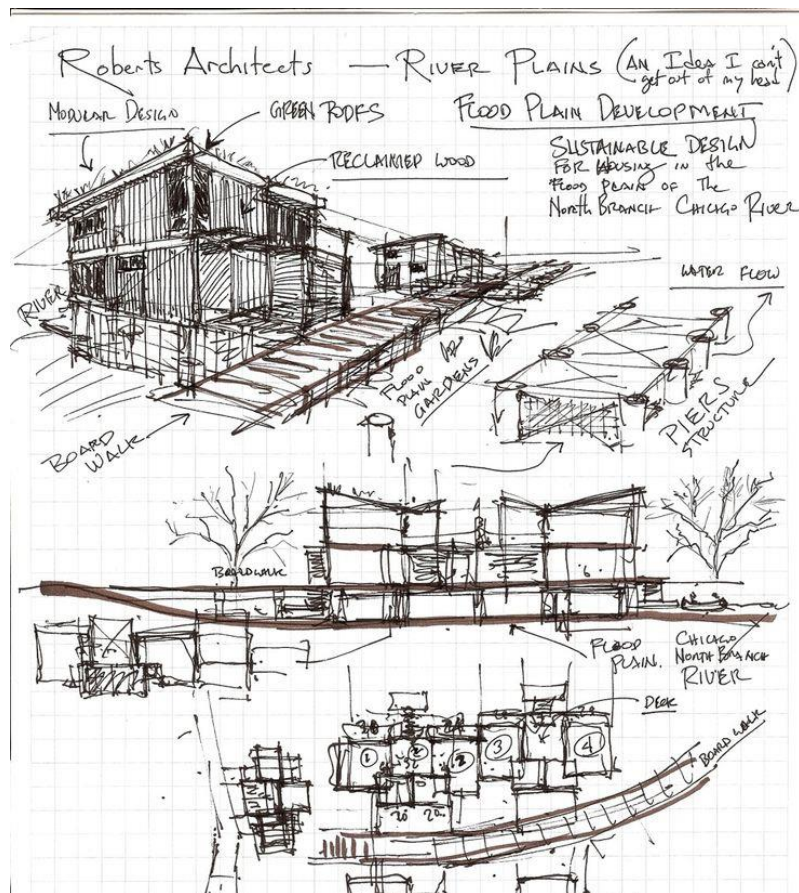 Roberts Architects — River Plains (An Idea I can't
get out of my head)
Modular Design
Green Roofs
Flood Plain Development
Reclaimed Wood
Sustainable Design
For Housing in the
Flood Plain of The
North Branch Chicago River
Water Flow
River
Flood
Plain
Gardens
Piers
Structure
Board
Walk
Boardwalk
Flood
Plain.
Chicago
North Branch
River
Deck
Board Walk
1
2
3
4
20 20